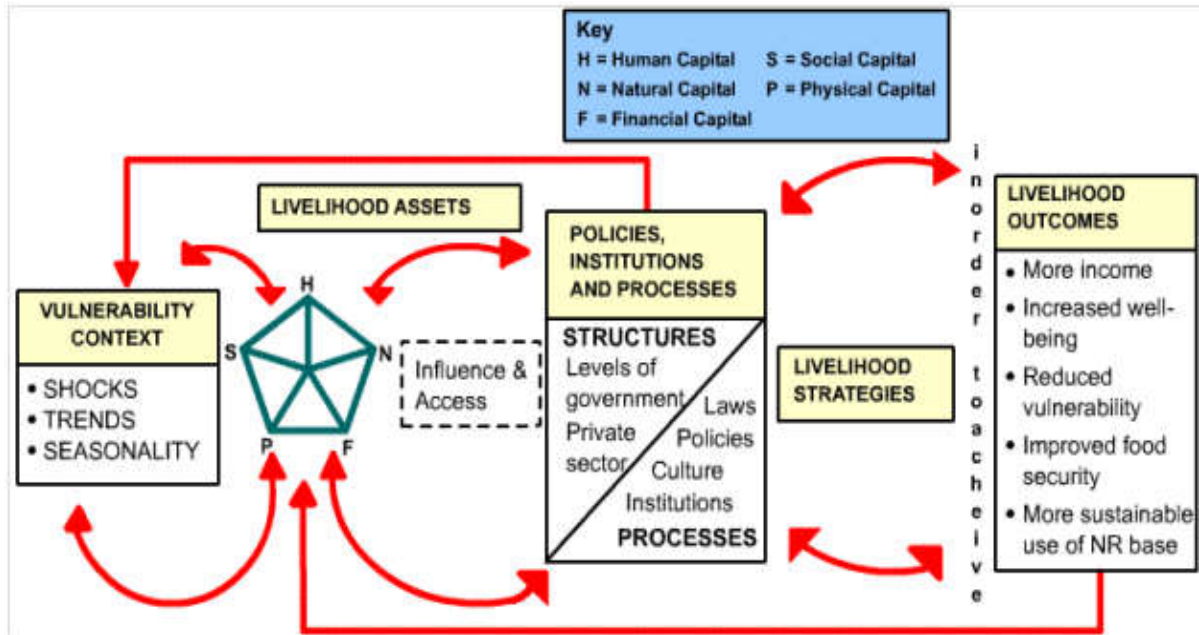 Key
H = Human Capital S = Social Capital
N = Natural Capital P = Physical Capital
F = Financial Capital
LIVELIHOOD ASSETS
VULNERABILITY
CONTEXT
• SHOCKS
• TRENDS
• SEASONALITY
H
S
N
P
F
Influence &
Access
POLICIES,
INSTITUTIONS
AND PROCESSES
STRUCTURES
Levels of
government
Private
sector
Laws
Policies
Culture
Institutions
PROCESSES
LIVELIHOOD
STRATEGIES
inorder toacheive
LIVELIHOOD
OUTCOMES
• More income
• Increased well-
being
• Reduced
vulnerability
• Improved food
security
• More sustainable
use of NR base